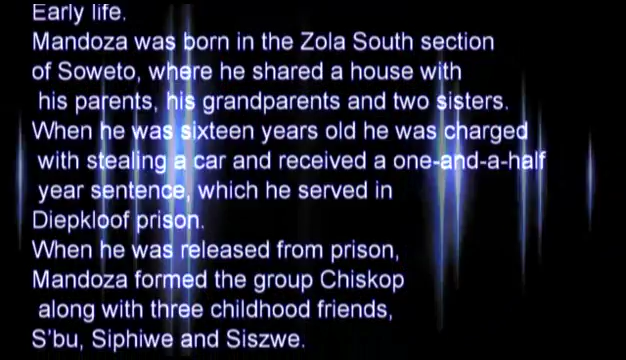 Early life.
Mandoza was born in the Zola South section
of Soweto, where he shared a house with
his parents, his grandparents and two sisters.
When he was sixteen years old he was charged
with stealing a car and received a one-and-a-half
year sentence, which he served in
Diepkloof prison.
When he was released from prison,
Mandoza formed the group Chiskop
along with three childhood friends,
S'bu, Siphiwe and Siszwe.